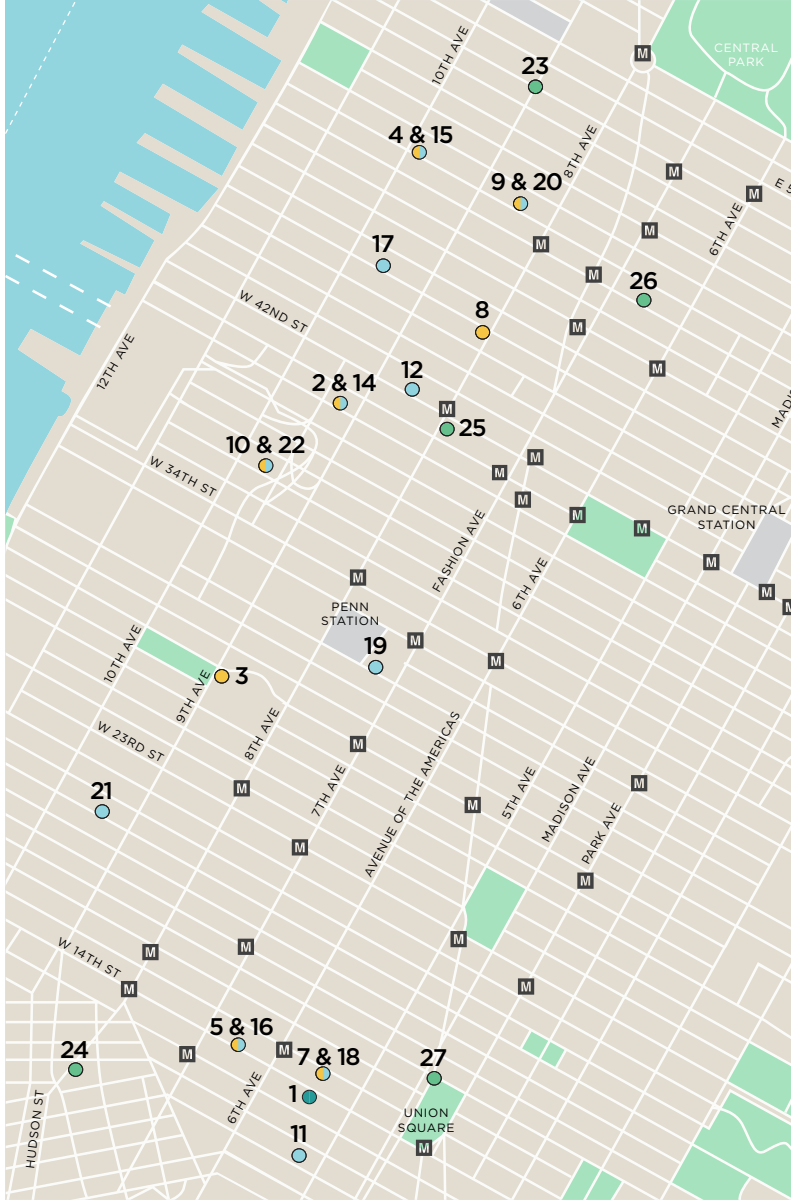 10TH AVE
CENTRAL
PARK
M
23
4 & 15
8TH AVE
9 & 20
M
M
E
6TH AVE
M
17
M
M
26
W 42ND ST
8
M
12TH AVE
12
M
2 & 14
MADI
M
25
10 & 22
M
W 34TH ST
M
M
GRAND CENTRAL
STATION
M
M
FASHION AVE
M
6TH AVE
M
M
M
PENN
STATION
19
M
M
10TH AVE
9TH AVE
3
8TH AVE
W 23RD ST
M
AVENUE OF THE AMERICAS
7TH AVE
5TH AVE
MADISON AVE
PARK AVE
M
21
M
M
M
M
W 14TH ST
M
M
M
M
M
5 & 16
24
M
M
7 & 18
27
6TH AVE
1
HUDSON ST
UNION
SQUARE
11
M